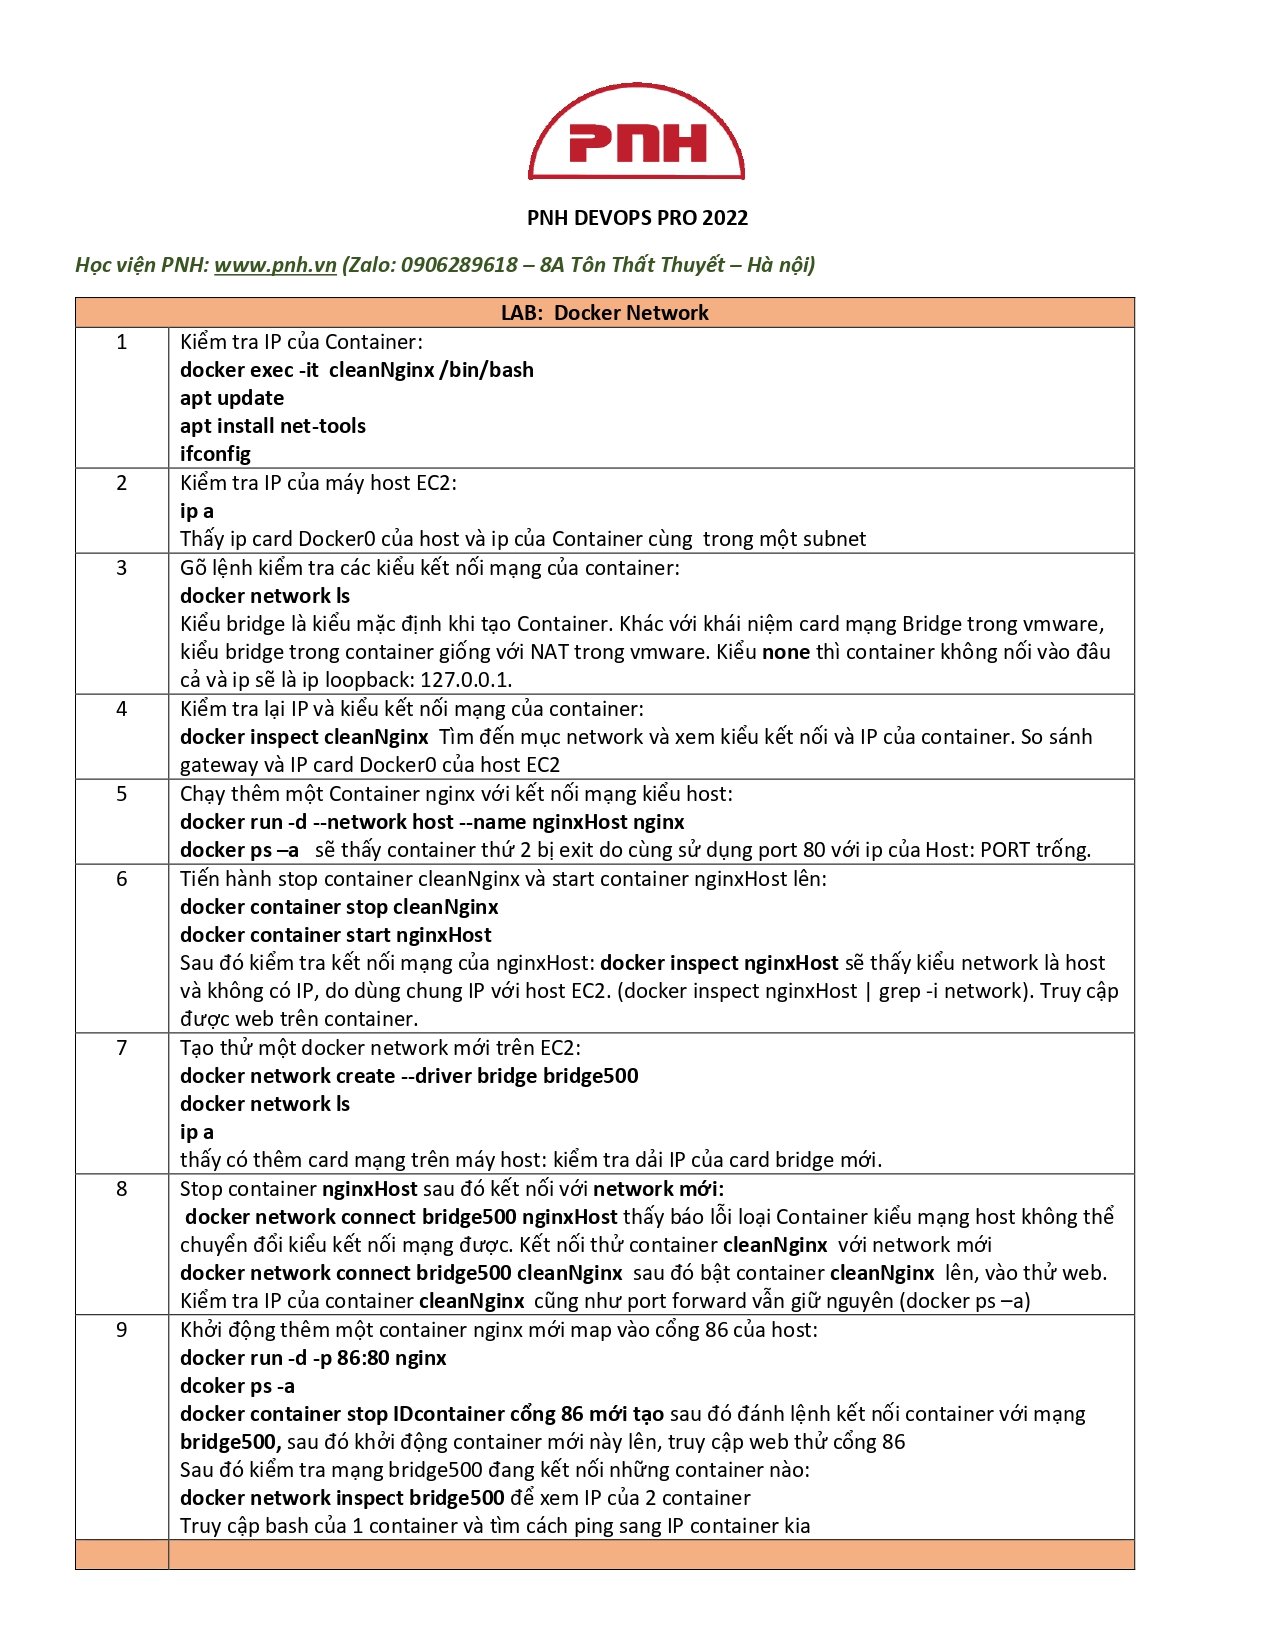 PNH
PNH DEVOPS PRO 2022
Học viện PNH: www.pnh.vn (Zalo: 0906289618 – 8A Tôn Thất Thuyết – Hà nội)
LAB:  Docker Network
1
Kiểm tra IP của Container:
docker exec -it  cleanNginx /bin/bash
apt update
apt install net-tools
ifconfig
2
Kiểm tra IP của máy host EC2:
ip a
Thấy ip card Docker0 của host và ip của Container cùng  trong một subnet
3
Gõ lệnh kiểm tra các kiểu kết nối mạng của container:
docker network ls
Kiểu bridge là kiểu mặc định khi tạo Container. Khác với khái niệm card mạng Bridge trong vmware,
kiểu bridge trong container giống với NAT trong vmware. Kiểu none thì container không nối vào đâu
cả và ip sẽ là ip loopback: 127.0.0.1.
4
Kiểm tra lại IP và kiểu kết nối mạng của container:
docker inspect cleanNginx  Tìm đến mục network và xem kiểu kết nối và IP của container. So sánh
gateway và IP card Docker0 của host EC2
5
Chạy thêm một Container nginx với kết nối mạng kiểu host:
docker run -d --network host --name nginxHost nginx
docker ps –a   sẽ thấy container thứ 2 bị exit do cùng sử dụng port 80 với ip của Host: PORT trống.
6
Tiến hành stop container cleanNginx và start container nginxHost lên:
docker container stop cleanNginx
docker container start nginxHost
Sau đó kiểm tra kết nối mạng của nginxHost: docker inspect nginxHost sẽ thấy kiểu network là host
và không có IP, do dùng chung IP với host EC2. (docker inspect nginxHost | grep -i network). Truy cập
được web trên container.
7
Tạo thử một docker network mới trên EC2:
docker network create --driver bridge bridge500
docker network ls
ip a
thấy có thêm card mạng trên máy host: kiểm tra dải IP của card bridge mới.
8
Stop container nginxHost sau đó kết nối với network mới:
docker network connect bridge500 nginxHost thấy báo lỗi loại Container kiểu mạng host không thể
chuyển đổi kiểu kết nối mạng được. Kết nối thử container cleanNginx  với network mới
docker network connect bridge500 cleanNginx  sau đó bật container cleanNginx  lên, vào thử web.
Kiểm tra IP của container cleanNginx  cũng như port forward vẫn giữ nguyên (docker ps –a)
9
Khởi động thêm một container nginx mới map vào cổng 86 của host:
docker run -d -p 86:80 nginx
dcoker ps -a
docker container stop IDcontainer cổng 86 mới tạo sau đó đánh lệnh kết nối container với mạng
bridge500, sau đó khởi động container mới này lên, truy cập web thử cổng 86
Sau đó kiểm tra mạng bridge500 đang kết nối những container nào:
docker network inspect bridge500 để xem IP của 2 container
Truy cập bash của 1 container và tìm cách ping sang IP container kia